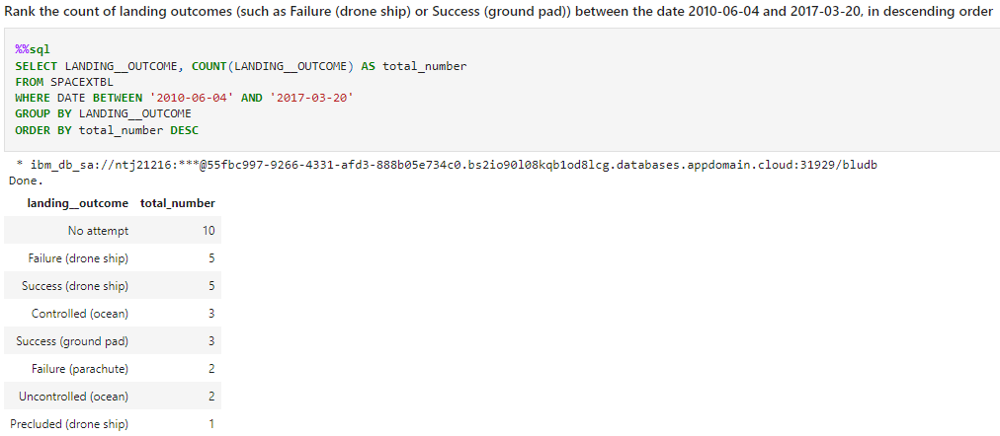 Rank the count of landing outcomes (such as Failure (drone ship) or Success (ground pad)) between the date 2010-06-04 and 2017-03-20, in descending order
%%sql
SELECT LANDING__OUTCOME, COUNT(LANDING__OUTCOME) AS total_number
FROM SPACEXTBL
WHERE DATE BETWEEN '2010-06-04' AND '2017-03-20'
GROUP BY LANDING__OUTCOME
ORDER BY total_number DESC
* ibm_db_sa://ntj21216:***@55fbc997-9266-4331-afd3-888b05e734c0.bs2io90l08kqb1od8lcg.databases.appdomain.cloud:31929/bludb
Done.
landing__outcome total_number
No attempt 10
Failure (drone ship) 5
Success (drone ship) 5
Controlled (ocean) 3
Success (ground pad) 3
Failure (parachute) 2
Uncontrolled (ocean) 2
Precluded (drone ship) 1